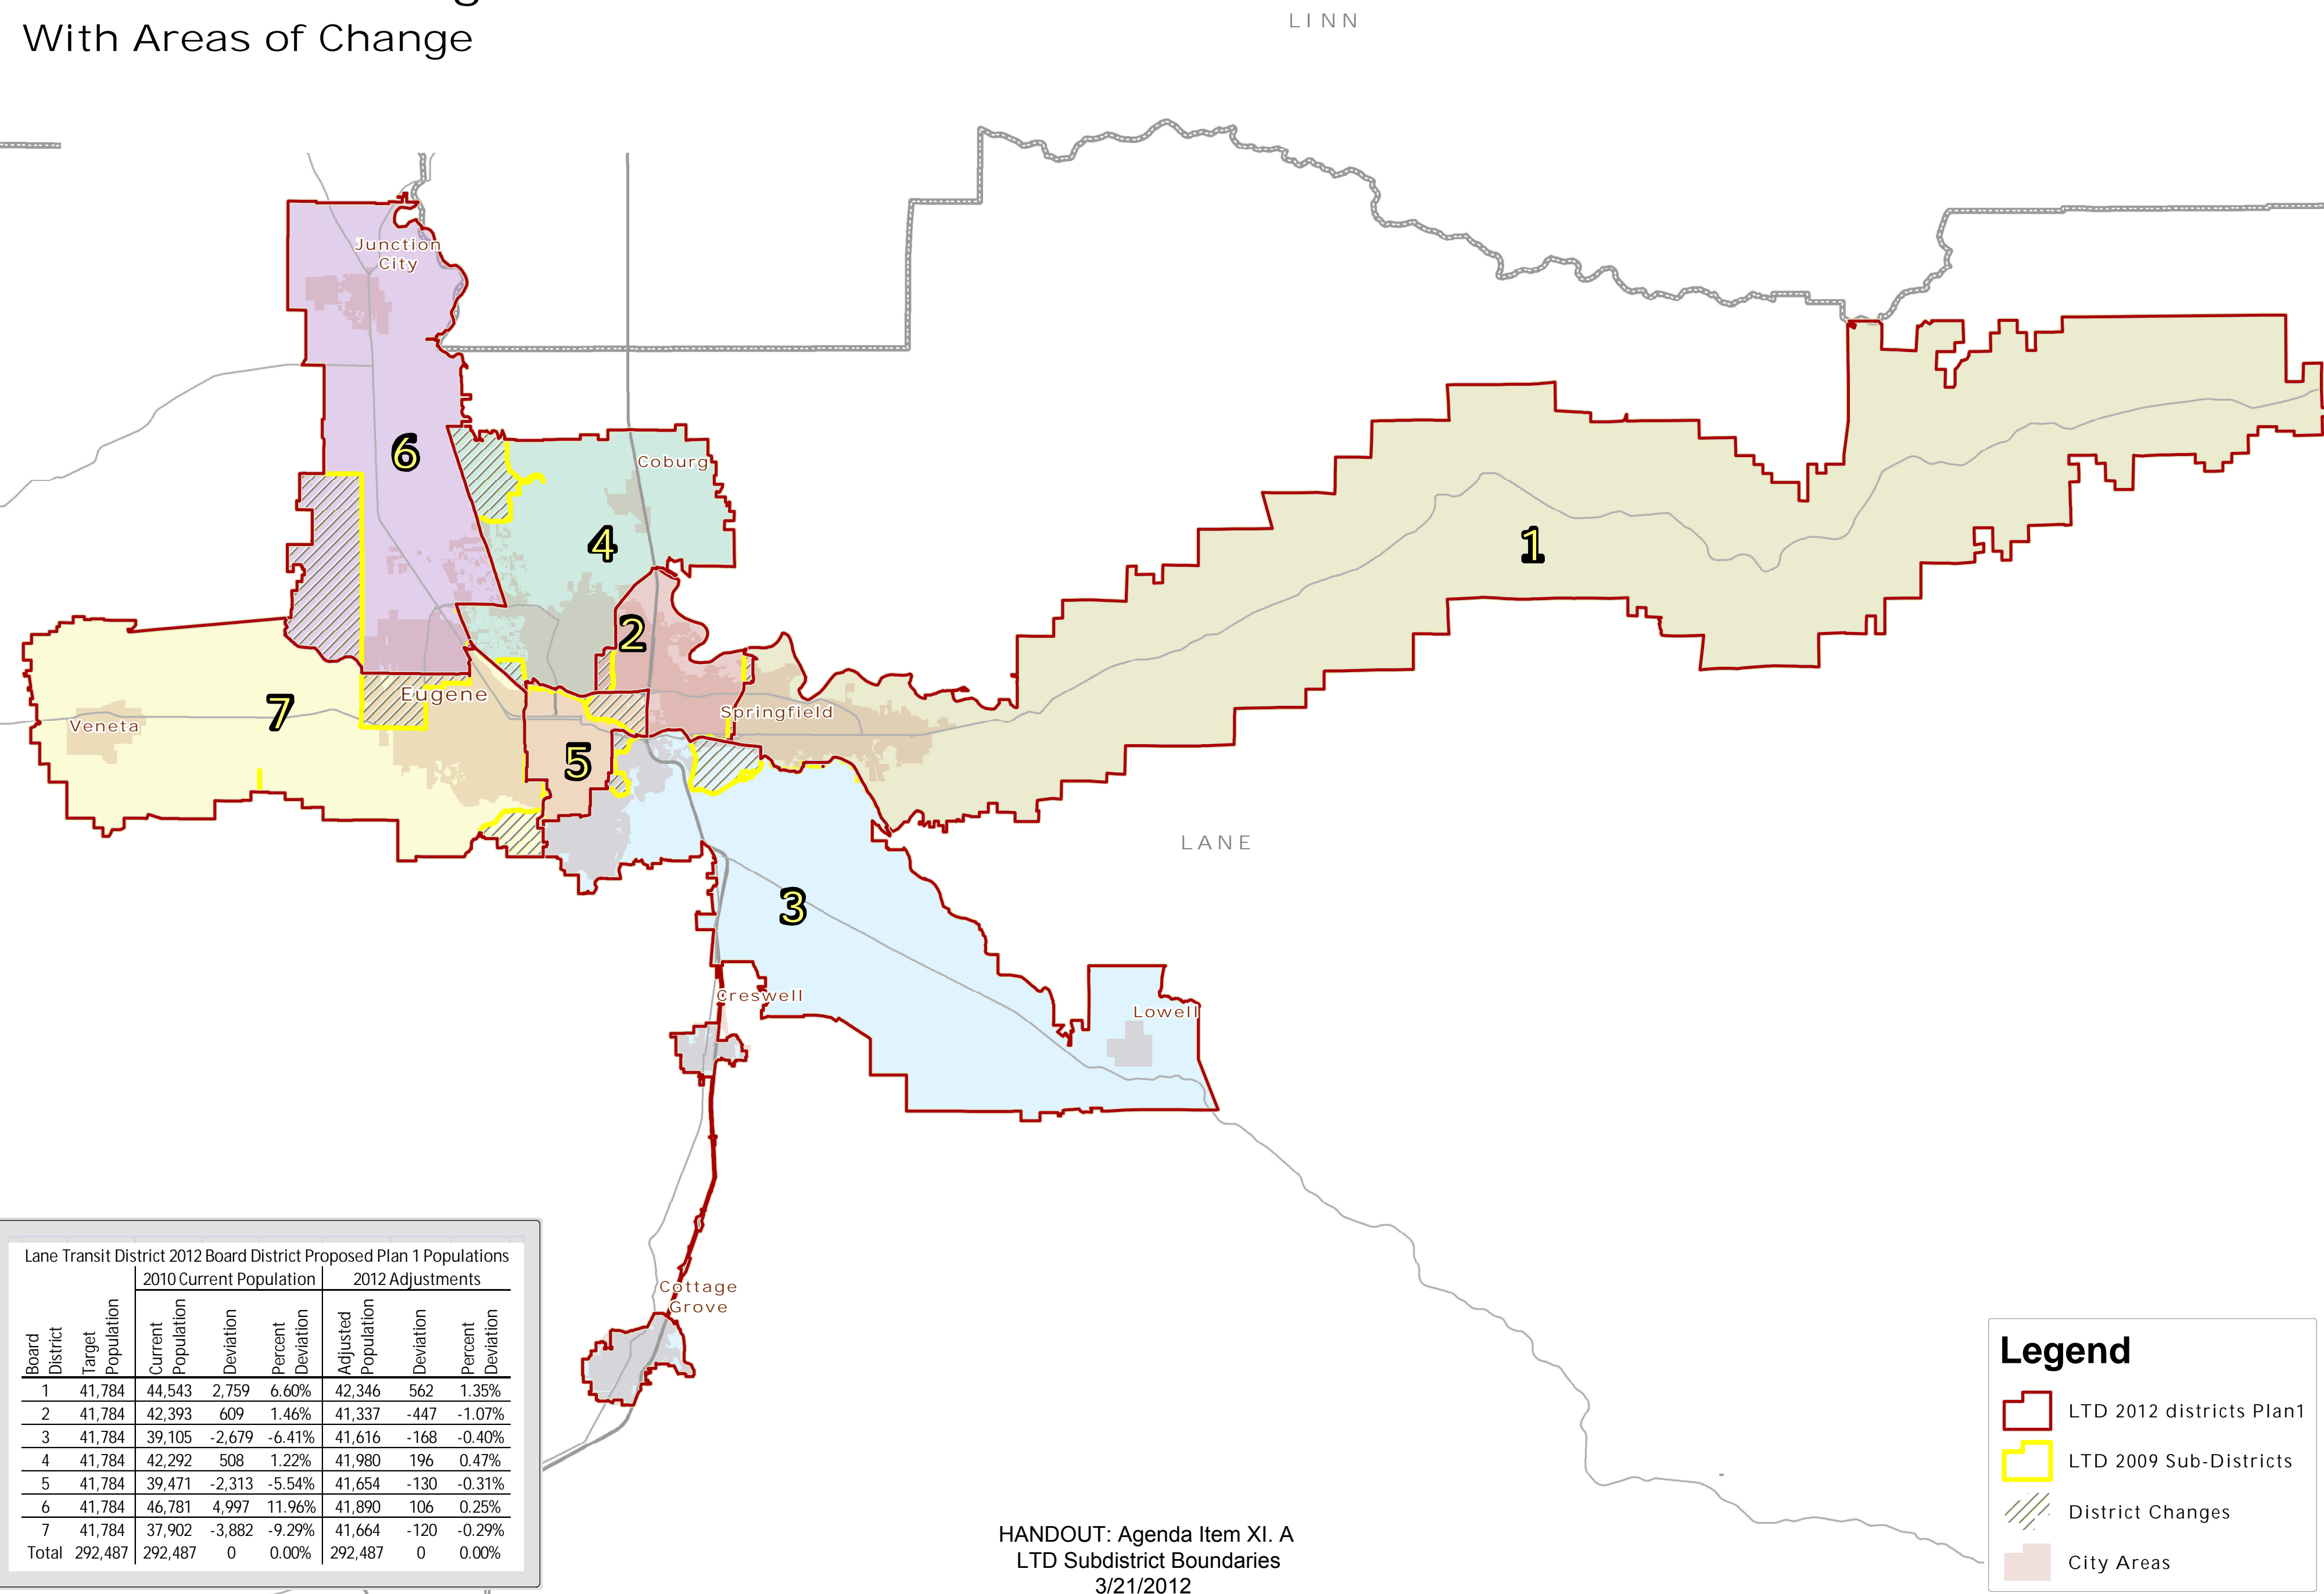 With Areas of Change
LINN
Junction
City
6
Coburg
4
1
2
Eugene
7
Veneta
Springfield
5
LANE
3
Creswell
Lowell
Cottage
Grove
Lane Transit District 2012 Board District Proposed Plan 1 Populations
2010 Current Population 2012 Adjustments
Board District Target Population Current Population Deviation Percent Deviation Adjusted Population Deviation Percent Deviation
1 41,784 44,543 2,759 6.60% 42,346 562 1.35%
2 41,784 42,393 609 1.46% 41,337 -447 -1.07%
3 41,784 39,105 -2,679 -6.41% 41,616 -168 -0.40%
4 41,784 42,292 508 1.22% 41,980 196 0.47%
5 41,784 39,471 -2,313 -5.54% 41,654 -130 -0.31%
6 41,784 46,781 4,997 11.96% 41,890 106 0.25%
7 41,784 37,902 -3,882 -9.29% 41,664 -120 -0.29%
Total 292,487 292,487 0 0.00% 292,487 0 0.00%
HANDOUT: Agenda Item XI. A
LTD Subdistrict Boundaries
3/21/2012
Legend
LTD 2012 districts Plan1
LTD 2009 Sub-Districts
District Changes
City Areas